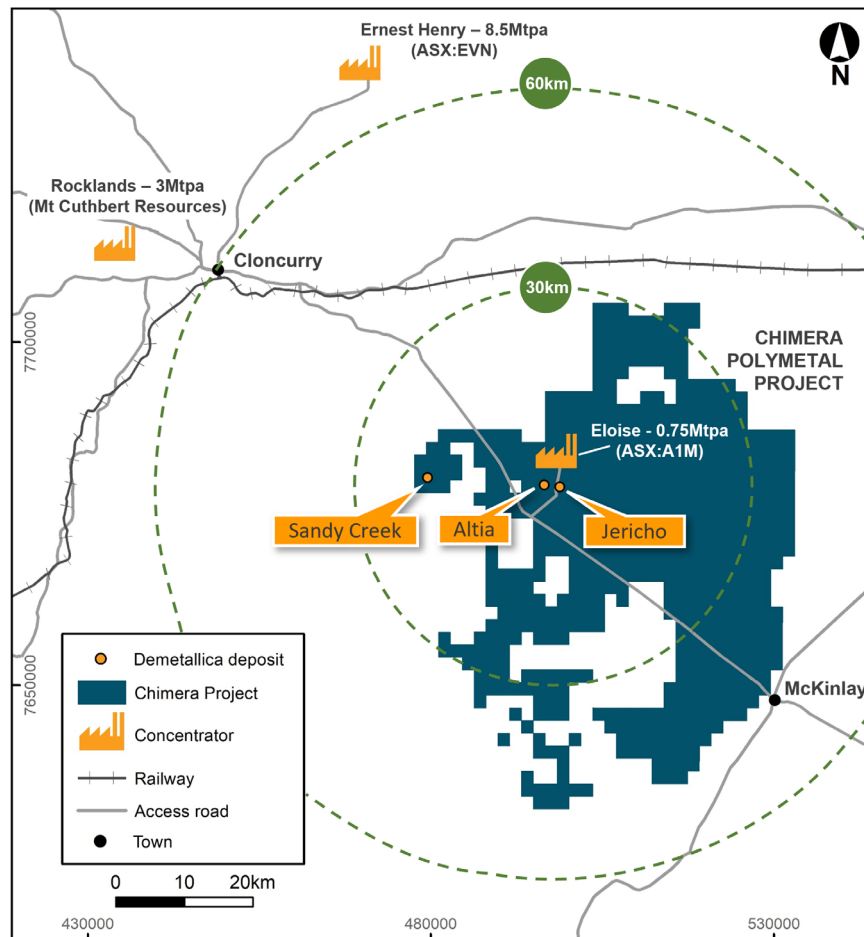 Ernest Henry – 8.5Mtpa
(ASX:EVN)
N
60km
Rocklands – 3Mtpa
(Mt Cuthbert Resources)
Cloncurry
30km
7700000
CHIMERA
POLYMETAL
PROJECT
Eloise - 0.75Mtpa
(ASX:A1M)
Sandy Creek
Altia
Jericho
7650000
McKinlay
Demetallica deposit
Chimera Project
Concentrator
Railway
Access road
Town
0 10 20km
430000 480000 530000